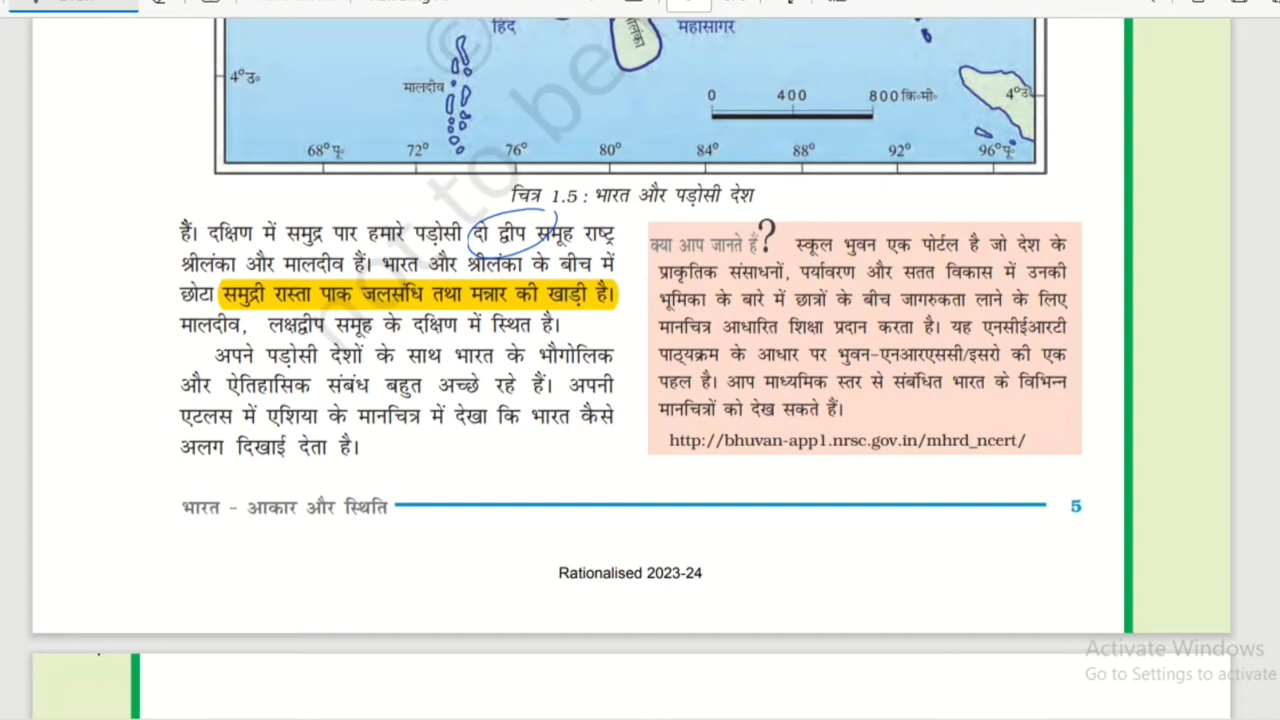 हिंद
महासागर
4°उ॰
मालदीव
0 400 800 कि॰मी॰
68°पू॰ 72° 76° 80° 84° 88° 92° 96°पू॰
चित्र 1.5 : भारत और पड़ोसी देश
हैं। दक्षिण में समुद्र पार हमारे पड़ोसी दो द्वीप समूह राष्ट्र
श्रीलंका और मालदीव हैं। भारत और श्रीलंका के बीच में
छोटा समुद्री रास्ता पाक जलसंधि तथा मन्नार की खाड़ी है।
मालदीव, लक्षद्वीप समूह के दक्षिण में स्थित है।
अपने पड़ोसी देशों के साथ भारत के भौगोलिक
और ऐतिहासिक संबंध बहुत अच्छे रहे हैं। अपनी
एटलस में एशिया के मानचित्र में देखा कि भारत कैसे
अलग दिखाई देता है।
क्या आप जानते हैं? स्कूल भुवन एक पोर्टल है जो देश के
प्राकृतिक संसाधनों, पर्यावरण और सतत विकास में उनकी
भूमिका के बारे में छात्रों के बीच जागरुकता लाने के लिए
मानचित्र आधारित शिक्षा प्रदान करता है। यह एनसीईआरटी
पाठ्यक्रम के आधार पर भुवन-एनआरएससी/इसरो की एक
पहल है। आप माध्यमिक स्तर से संबंधित भारत के विभिन्न
मानचित्रों को देख सकते हैं।
http://bhuvan-app1.nrsc.gov.in/mhrd_ncert/
भारत - आकार और स्थिति 5
Rationalised 2023-24
not to be
©
Activate Windows
Go to Settings to activate